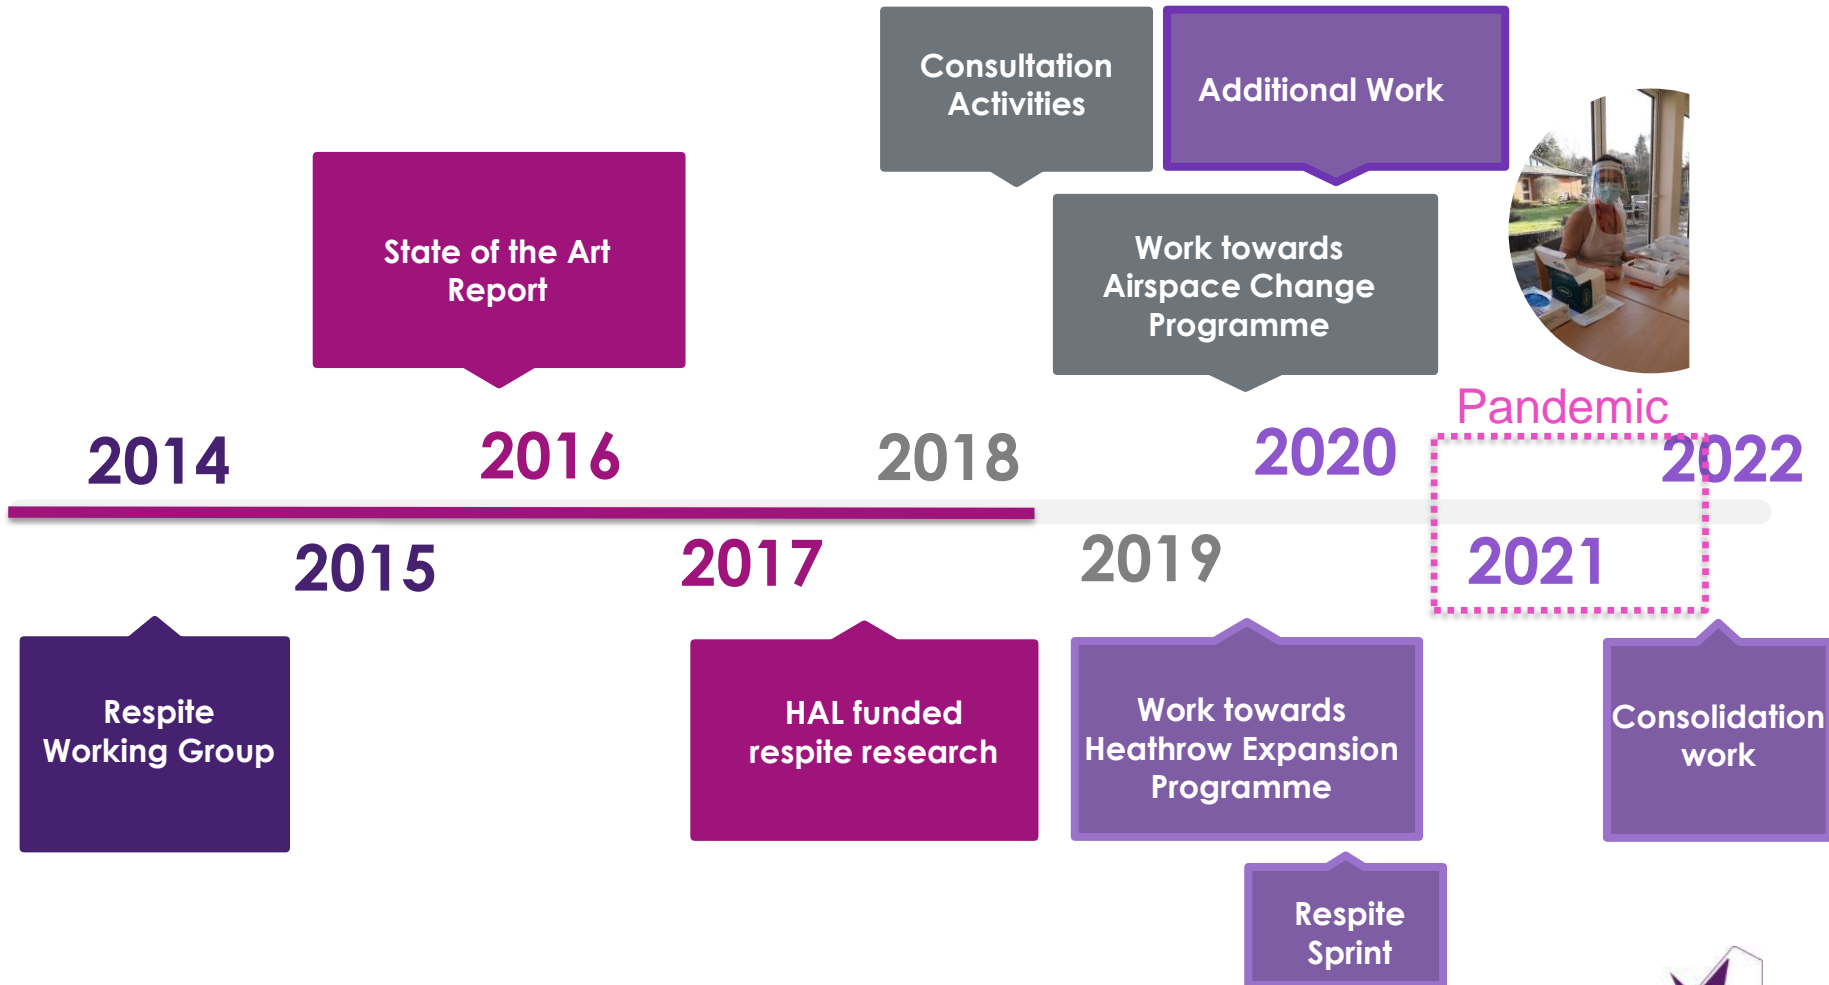 Consultation
Activities
Additional Work
State of the Art
Report
Work towards
Airspace Change
Programme
Pandemic
2014
2016
2018
2020
2022
2015
2017
2019
2021
Respite
Working Group
HAL funded
respite research
Work towards
Heathrow Expansion
Programme
Consolidation
work
Respite
Sprint